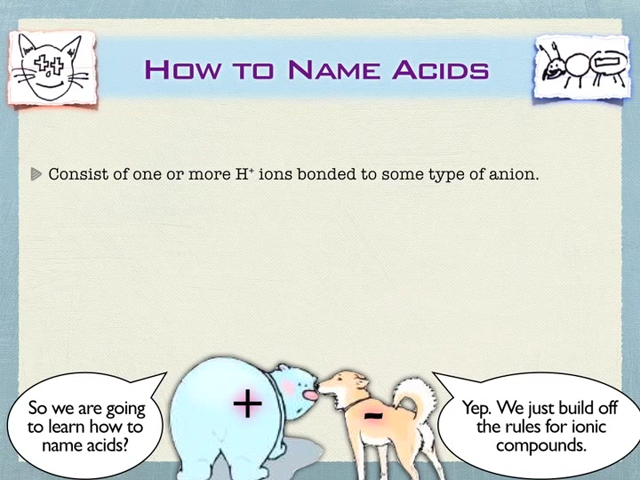 How to Name Acids
Consist of one or more H⁺ ions bonded to some type of anion.
+
-
So we are going
to learn how to
name acids?
Yep. We just build off
the rules for ionic
compounds.